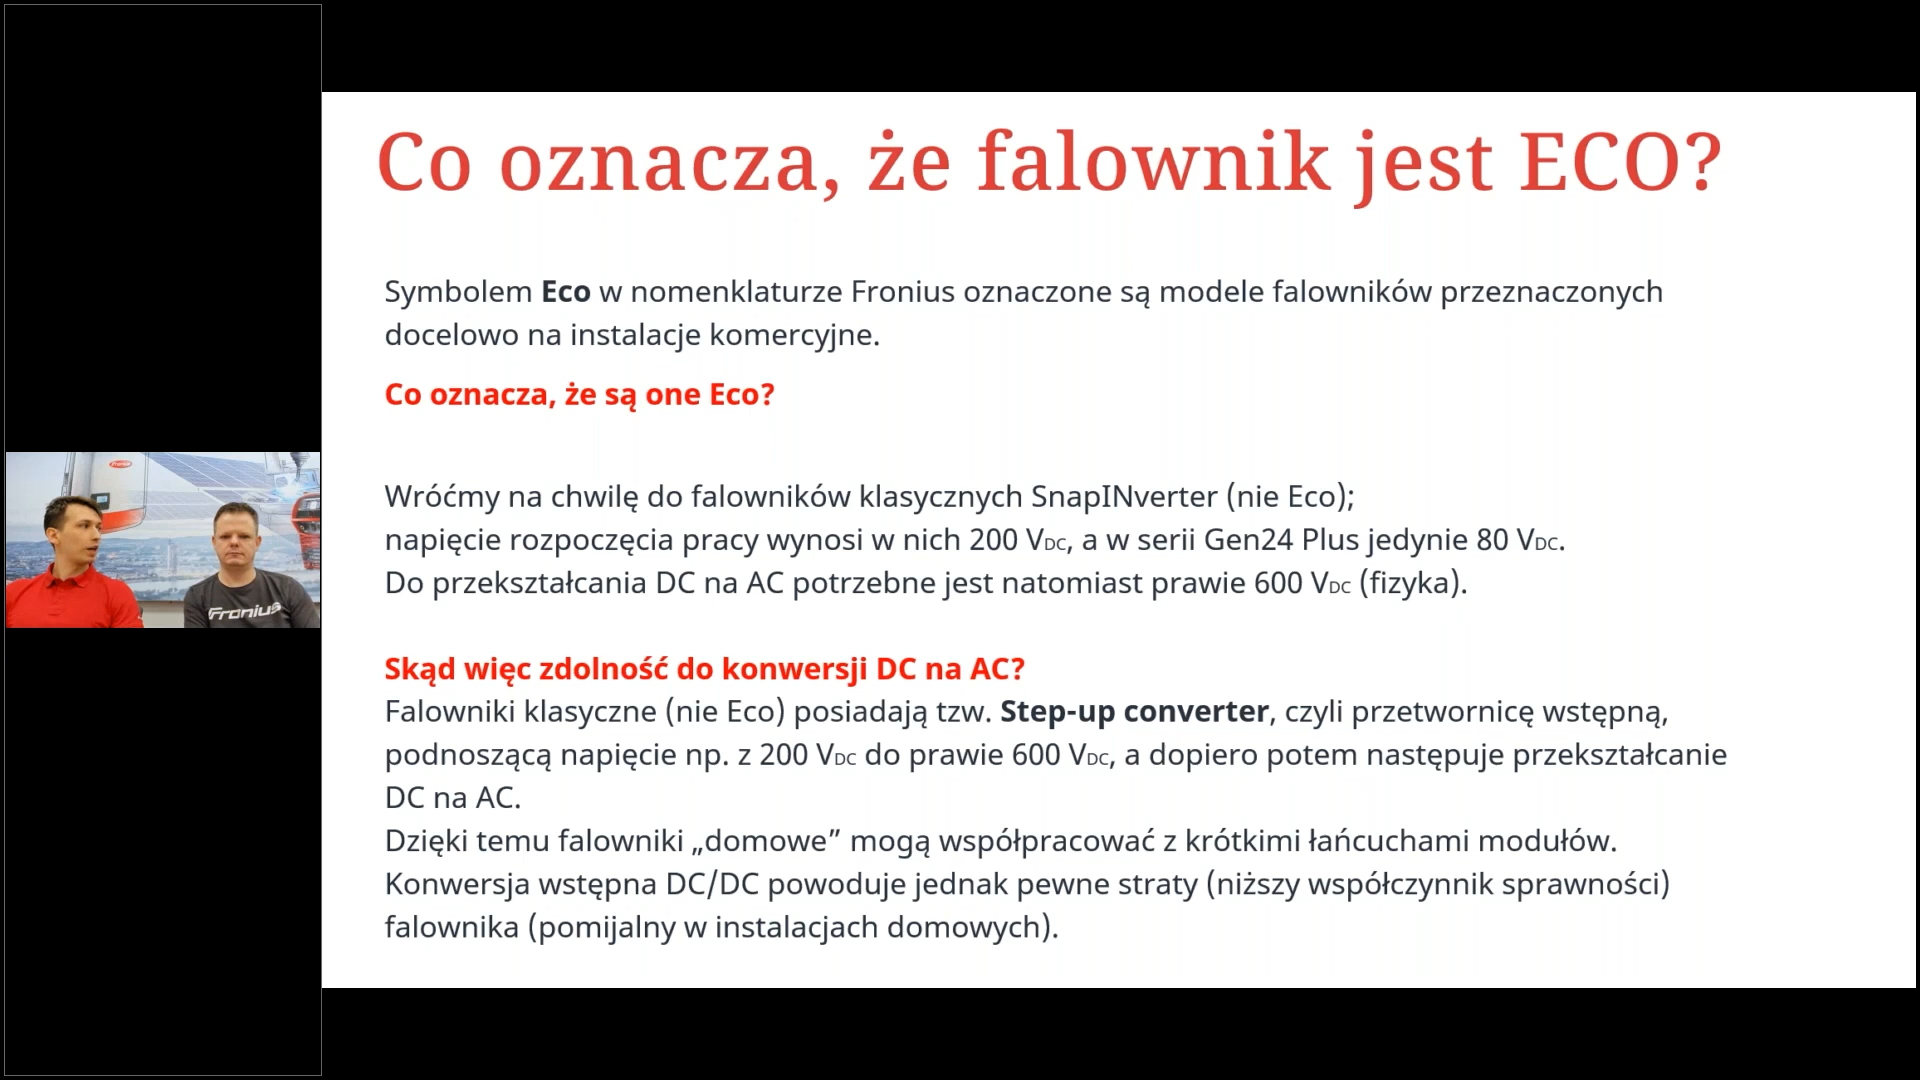 Co oznacza, że falownik jest ECO?
Symbolem Eco w nomenklaturze Fronius oznaczone są modele falowników przeznaczonych
docelowo na instalacje komercyjne.
Co oznacza, że są one Eco?
Wróćmy na chwilę do falowników klasycznych SnapINverter (nie Eco);
napięcie rozpoczęcia pracy wynosi w nich 200 VDC, a w serii Gen24 Plus jedynie 80 VDC.
Do przekształcania DC na AC potrzebne jest natomiast prawie 600 VDC (fizyka).
Skąd więc zdolność do konwersji DC na AC?
Falowniki klasyczne (nie Eco) posiadają tzw. Step-up converter, czyli przetwornicę wstępną,
podnoszącą napięcie np. z 200 VDC do prawie 600 VDC, a dopiero potem następuje przekształcanie
DC na AC.
Dzięki temu falowniki „domowe” mogą współpracować z krótkimi łańcuchami modułów.
Konwersja wstępna DC/DC powoduje jednak pewne straty (niższy współczynnik sprawności)
falownika (pomijalny w instalacjach domowych).
Fronius